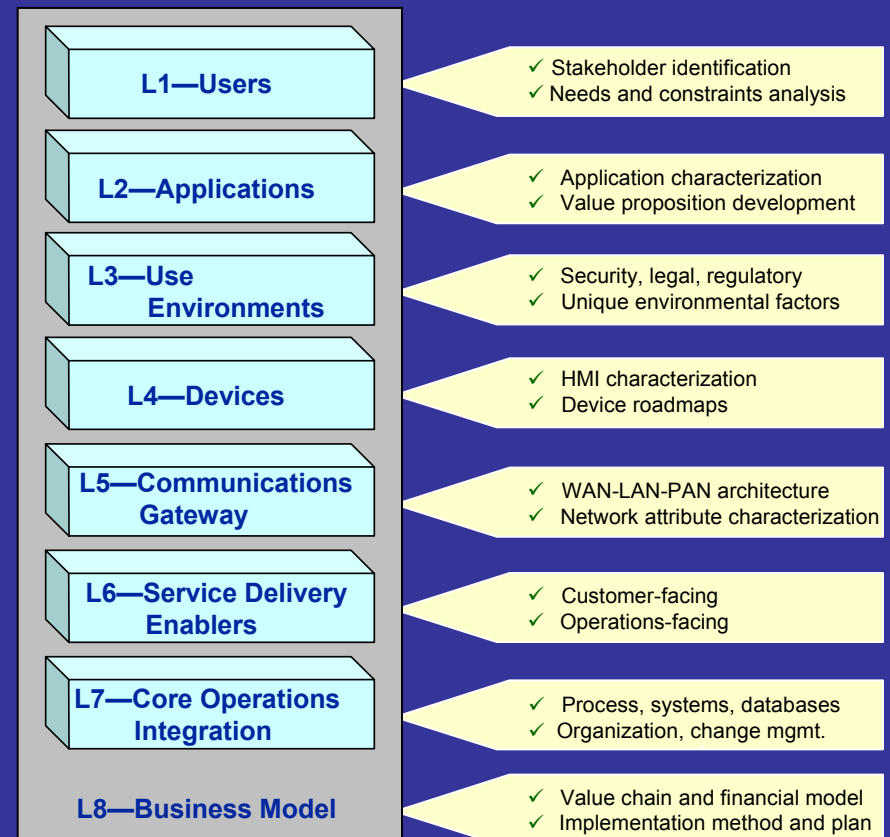 L1—Users
✓ Stakeholder identification
✓ Needs and constraints analysis
L2—Applications
✓ Application characterization
✓ Value proposition development
L3—Use
Environments
✓ Security, legal, regulatory
✓ Unique environmental factors
L4—Devices
✓ HMI characterization
✓ Device roadmaps
L5—Communications
Gateway
✓ WAN-LAN-PAN architecture
✓ Network attribute characterization
L6—Service Delivery
Enablers
✓ Customer-facing
✓ Operations-facing
L7—Core Operations
Integration
✓ Process, systems, databases
✓ Organization, change mgmt.
L8—Business Model
✓ Value chain and financial model
✓ Implementation method and plan